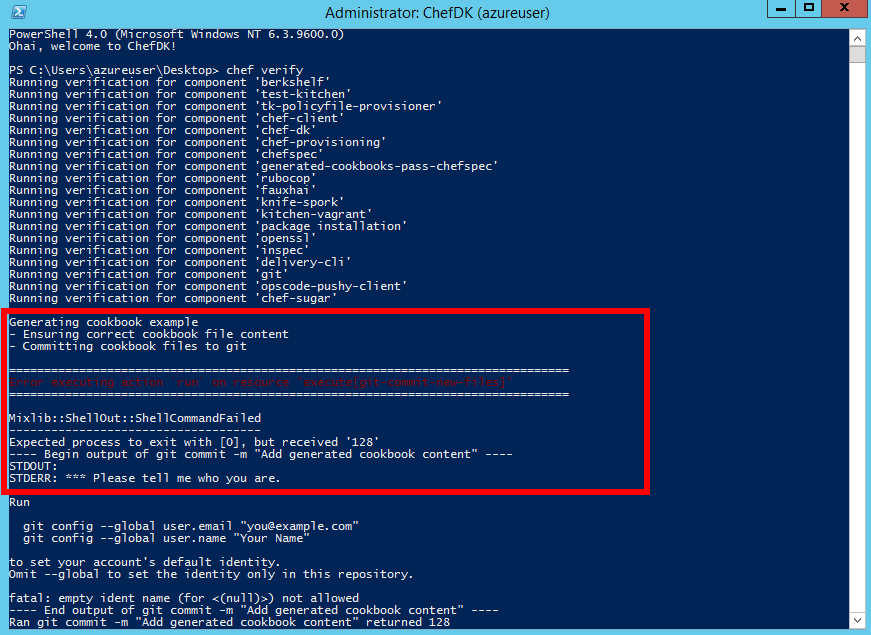 Administrator: ChefDK (azureuser)
PowerShell 4.0 (Microsoft Windows NT 6.3.9600.0)
Ohai, welcome to ChefDK!
PS C:\Users\azureuser\Desktop> chef verify
Running verification for component 'berkshelf'
Running verification for component 'test-kitchen'
Running verification for component 'tk-policyfile-provisioner'
Running verification for component 'chef-client'
Running verification for component 'chef-dk'
Running verification for component 'chef-provisioning'
Running verification for component 'chefspec'
Running verification for component 'generated-cookbooks-pass-chefspec'
Running verification for component 'rubocop'
Running verification for component 'fauxhai'
Running verification for component 'knife-spork'
Running verification for component 'kitchen-vagrant'
Running verification for component 'package installation'
Running verification for component 'openssl'
Running verification for component 'inspec'
Running verification for component 'delivery-cli'
Running verification for component 'git'
Running verification for component 'opscode-pushy-client'
Running verification for component 'chef-sugar'
Generating cookbook example
- Ensuring correct cookbook file content
- Committing cookbook files to git
================================================================================
Error executing action `run` on resource 'execute[git-commit-new-files]'
================================================================================
Mixlib::ShellOut::ShellCommandFailed
------------------------------------
Expected process to exit with [0], but received '128'
---- Begin output of git commit -m "Add generated cookbook content" ----
STDOUT:
STDERR: *** Please tell me who you are.
Run
git config --global user.email "you@example.com"
git config --global user.name "Your Name"
to set your account's default identity.
Omit --global to set the identity only in this repository.
fatal: empty ident name (for <(null)>) not allowed
---- End output of git commit -m "Add generated cookbook content" ----
Ran git commit -m "Add generated cookbook content" returned 128